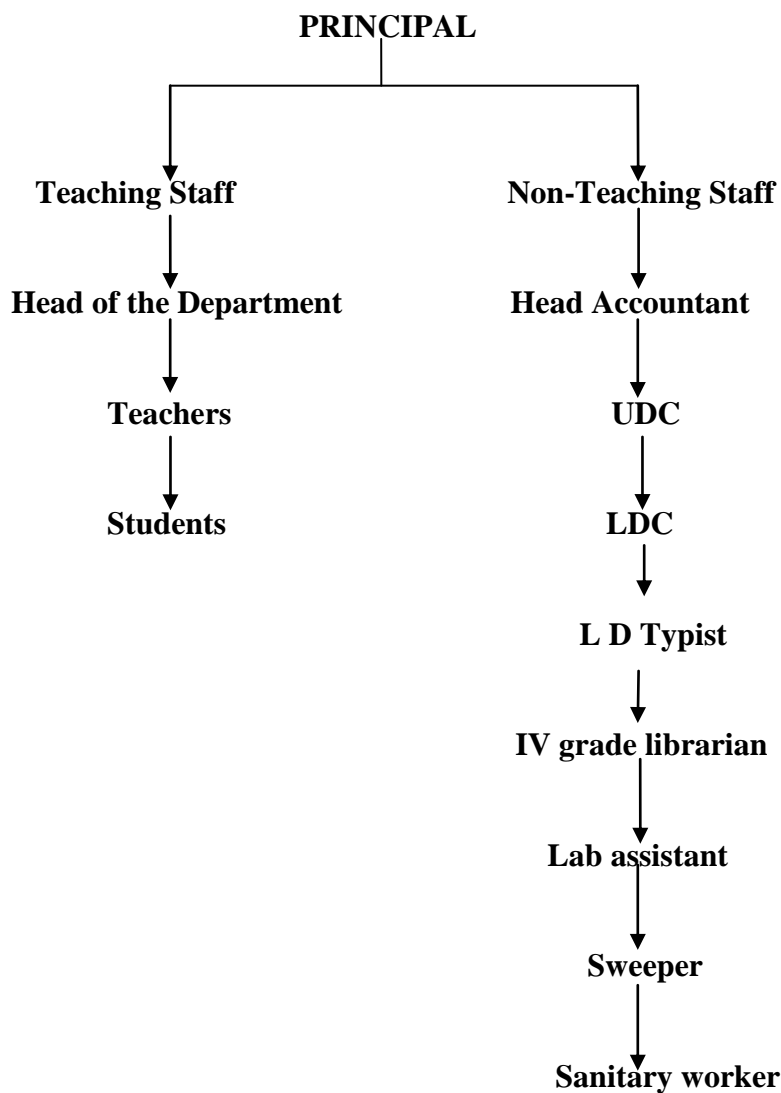 PRINCIPAL
Teaching Staff
Non-Teaching Staff
Head of the Department
Head Accountant
Teachers
UDC
Students
LDC
L D Typist
IV grade librarian
Lab assistant
Sweeper
Sanitary worker